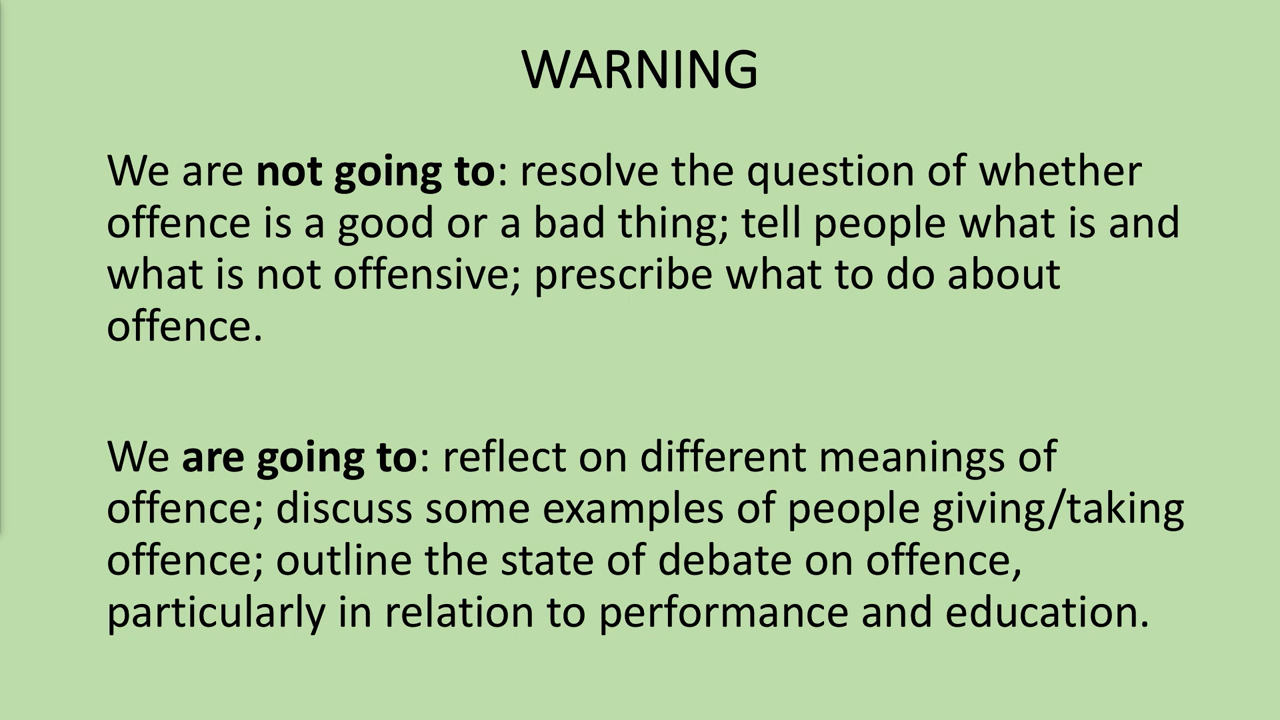 WARNING
We are not going to: resolve the question of whether
offence is a good or a bad thing; tell people what is and
what is not offensive; prescribe what to do about
offence.
We are going to: reflect on different meanings of
offence; discuss some examples of people giving/taking
offence; outline the state of debate on offence,
particularly in relation to performance and education.